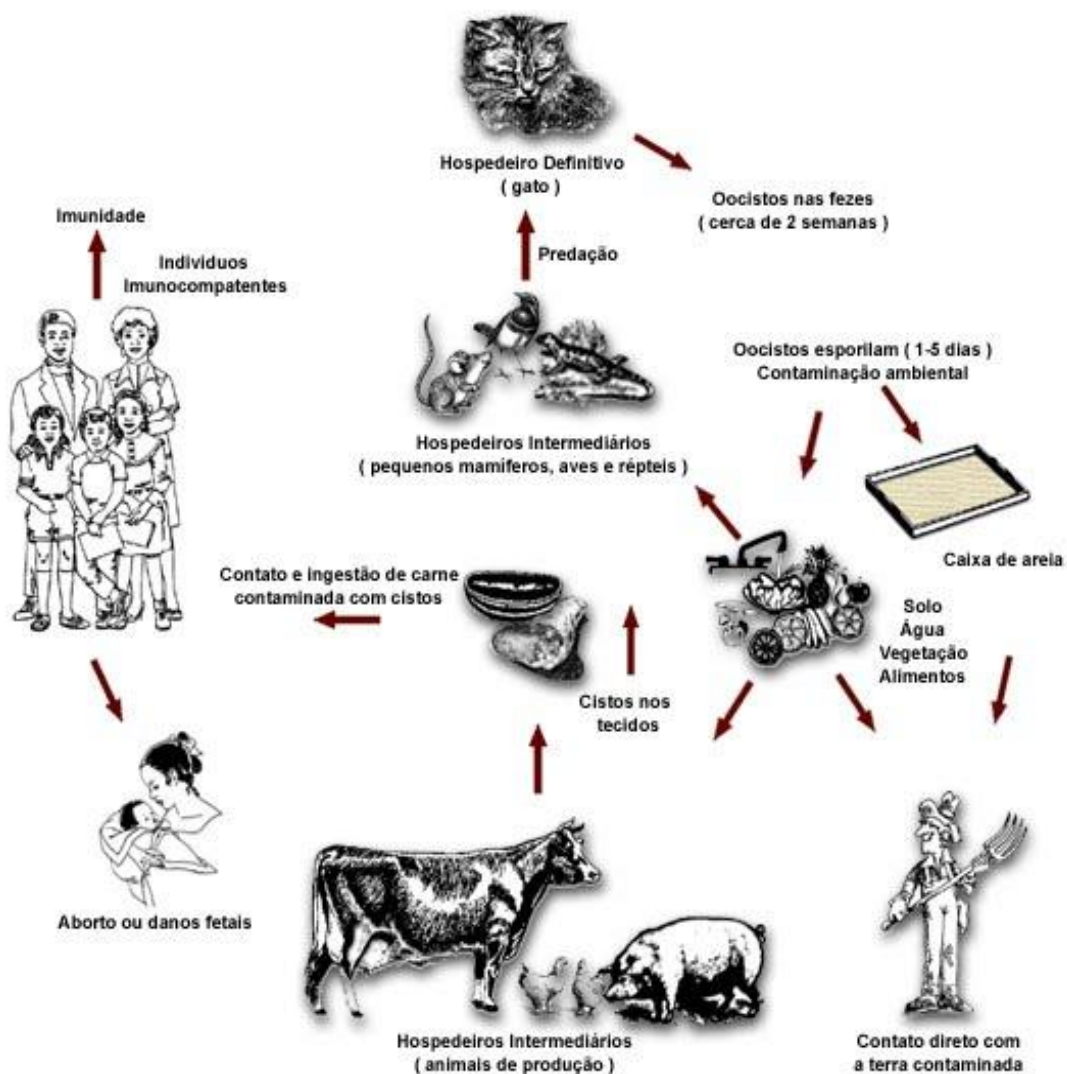 Hospedeiro Definitivo
( gato )
Oocistos nas fezes
( cerca de 2 semanas )
Imunidade
Predação
Individuos
Imunocompatentes
Oocistos esporilam ( 1-5 dias )
Contaminação ambiental
Hospedeiros Intermediários
( pequenos mamíferos, aves e répteis )
Caixa de areia
Contato e ingestão de carne
contaminada com cistos
Solo
Água
Vegetação
Alimentos
Cistos nos
tecidos
Aborto ou danos fetais
Hospedeiros Intermediários
( animais de produção )
Contato direto com
a terra contaminada